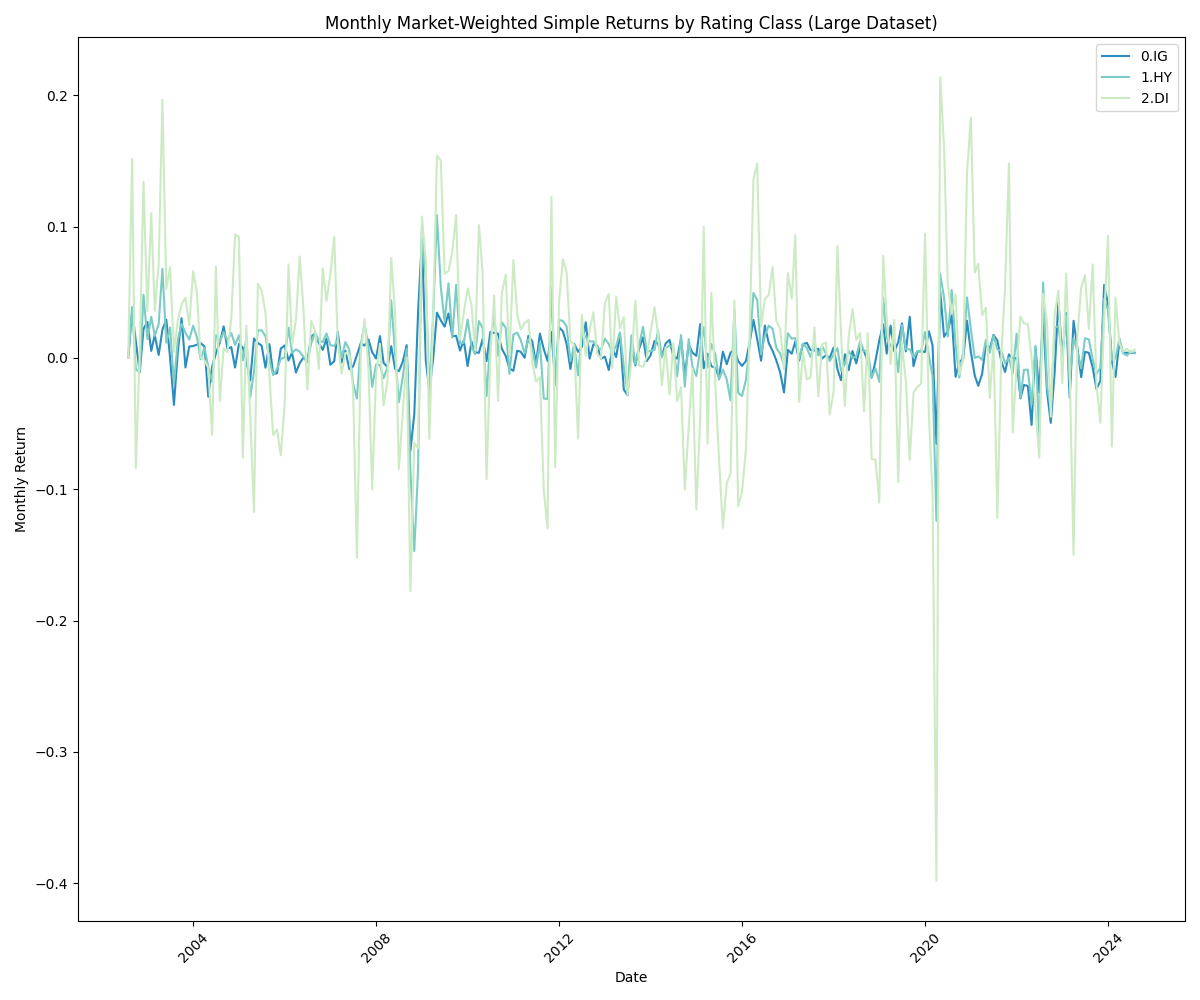 Monthly Market-Weighted Simple Returns by Rating Class (Large Dataset)
0.IG
1.HY
2.DI
0.2
0.1
0.0
−0.1
−0.2
−0.3
−0.4
Monthly Return
2004
2008
2012
2016
2020
2024
Date